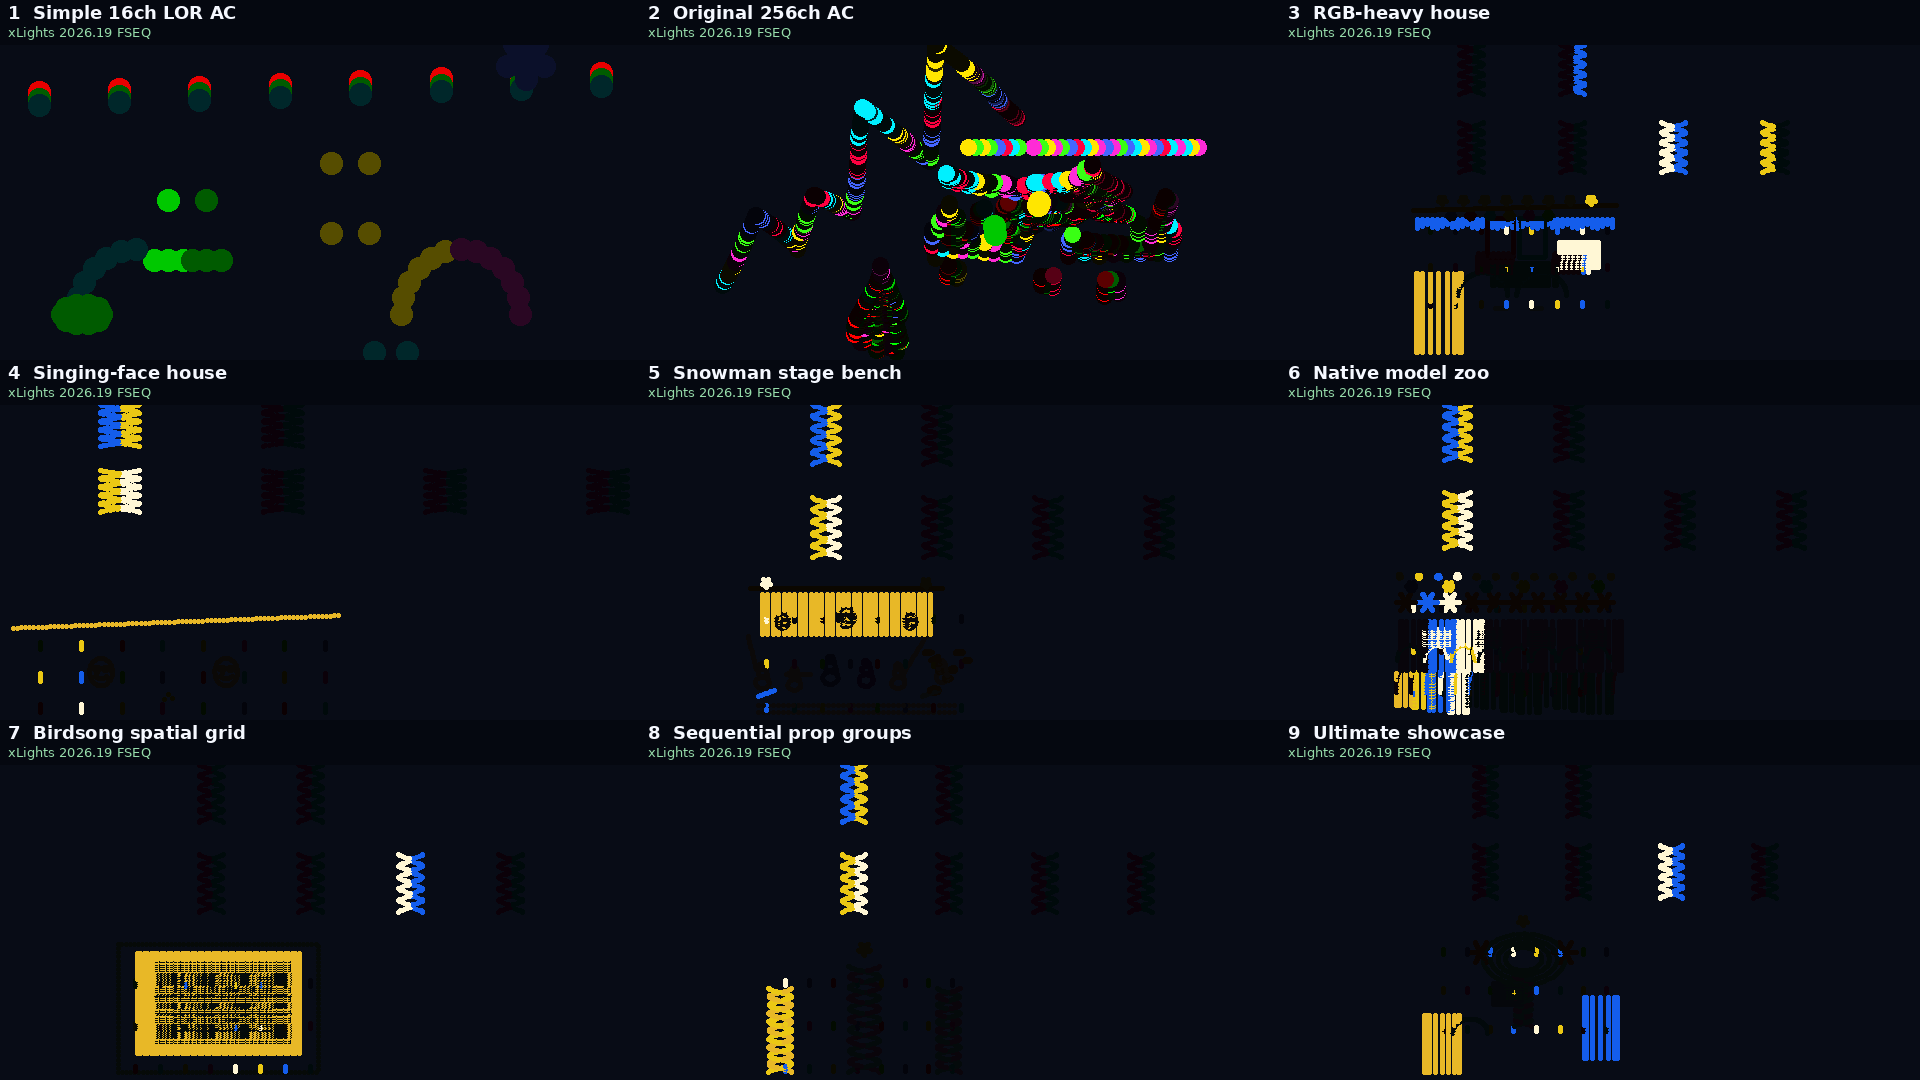 1  Simple 16ch LOR AC
xLights 2026.19 FSEQ
2  Original 256ch AC
xLights 2026.19 FSEQ
3  RGB-heavy house
xLights 2026.19 FSEQ
4  Singing-face house
xLights 2026.19 FSEQ
5  Snowman stage bench
xLights 2026.19 FSEQ
6  Native model zoo
xLights 2026.19 FSEQ
7  Birdsong spatial grid
xLights 2026.19 FSEQ
8  Sequential prop groups
xLights 2026.19 FSEQ
9  Ultimate showcase
xLights 2026.19 FSEQ